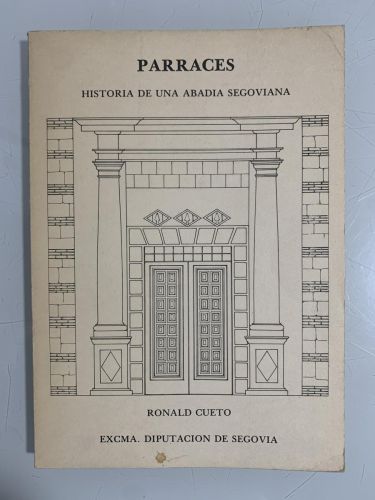 PARRACES
HISTORIA DE UNA ABADIA SEGOVIANA
RONALD CUETO
EXCMA. DIPUTACION DE SEGOVIA